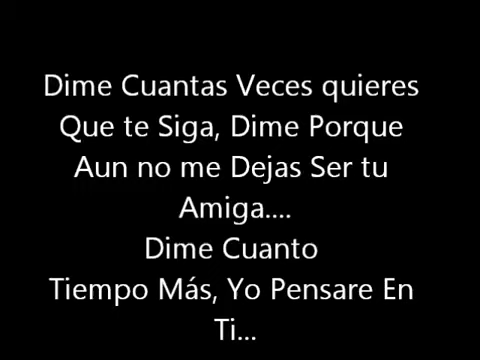 Dime Cuantas Veces quieres
Que te Siga, Dime Porque
Aun no me Dejas Ser tu
Amiga....
Dime Cuanto
Tiempo Más, Yo Pensare En
Ti...